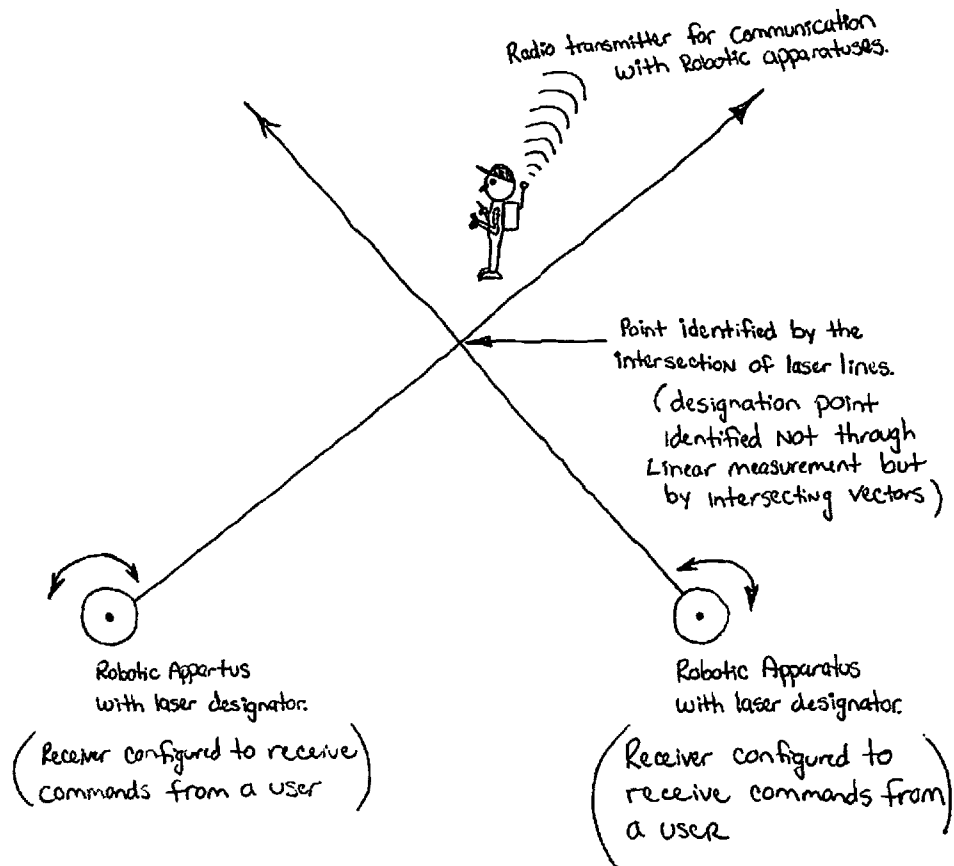 Radio transmitter for Communication
with Robotic apparatuses.
Point identified by the
intersection of laser lines.
(designation point
identified Not through
Linear measurement but
by intersecting vectors)
Robotic Appartus
with laser designator.
(Receiver configured to receive
commands from a user)
Robotic Apparatus
with laser designator.
(Receiver configured to
receive commands from
a user)